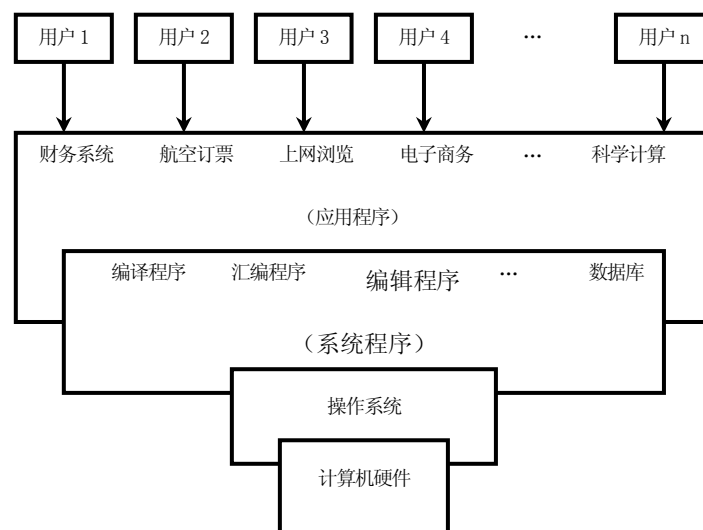 用户 1 用户 2 用户 3 用户 4 … 用户 n
财务系统 航空订票 上网浏览 电子商务 … 科学计算
（应用程序）
编译程序 汇编程序 编辑程序 … 数据库
（系统程序）
操作系统
计算机硬件